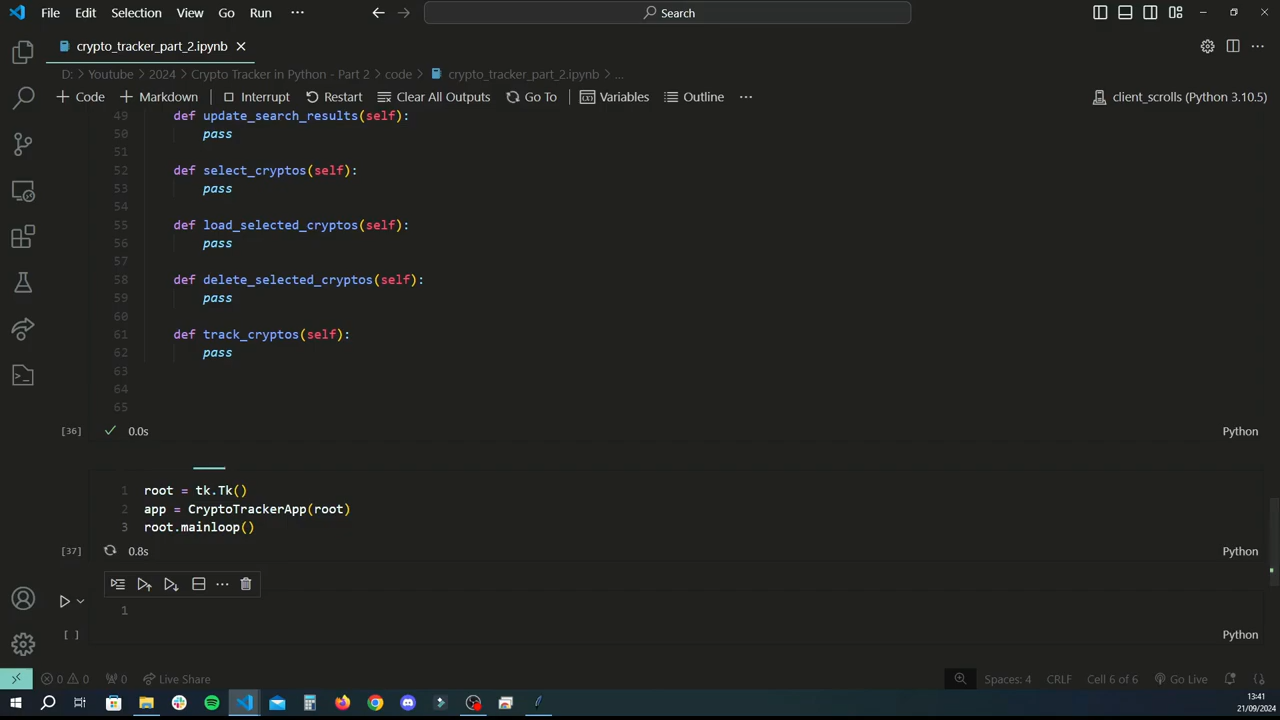 File Edit Selection View Go Run ··· Search
crypto_tracker_part_2.ipynb
D: > Youtube > 2024 > Crypto Tracker in Python - Part 2 > code > crypto_tracker_part_2.ipynb > ...
+ Code + Markdown Interrupt Restart Clear All Outputs Go To Variables Outline ··· client_scrolls (Python 3.10.5)
49 def update_search_results(self):
50 pass
51
52 def select_cryptos(self):
53 pass
54
55 def load_selected_cryptos(self):
56 pass
57
58 def delete_selected_cryptos(self):
59 pass
60
61 def track_cryptos(self):
62 pass
63
64
65
[36] 0.0s Python
1 root = tk.Tk()
2 app = CryptoTrackerApp(root)
3 root.mainloop()
[37] 0.8s Python
1
[ ] Python
0 0 0 Live Share Spaces: 4 CRLF Cell 6 of 6 Go Live
13:41
21/09/2024